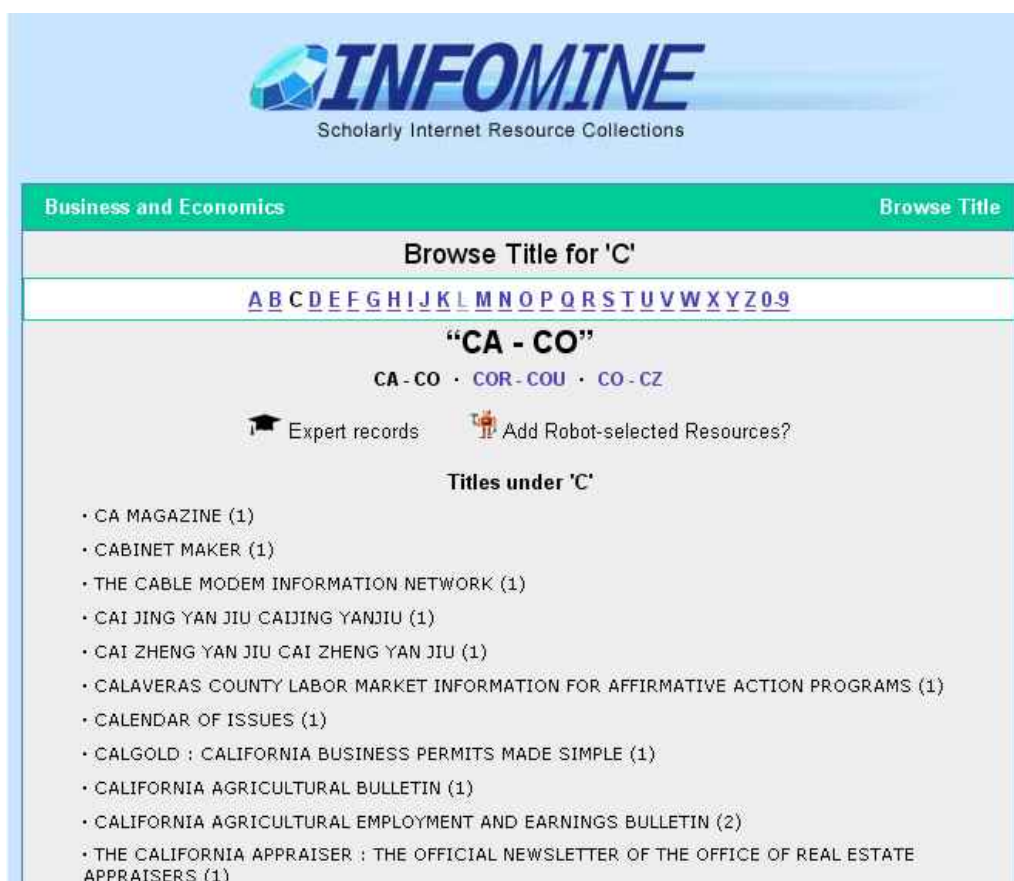 INFOMINE
Scholarly Internet Resource Collections
Business and Economics Browse Title
Browse Title for 'C'
A B C D E F G H I J K L M N O P Q R S T U V W X Y Z 0-9
“CA - CO”
CA - CO · COR - COU · CO - CZ
Expert records Add Robot-selected Resources?
Titles under 'C'
· CA MAGAZINE (1)
· CABINET MAKER (1)
· THE CABLE MODEM INFORMATION NETWORK (1)
· CAI JING YAN JIU CAIJING YANJIU (1)
· CAI ZHENG YAN JIU CAI ZHENG YAN JIU (1)
· CALAVERAS COUNTY LABOR MARKET INFORMATION FOR AFFIRMATIVE ACTION PROGRAMS (1)
· CALENDAR OF ISSUES (1)
· CALGOLD : CALIFORNIA BUSINESS PERMITS MADE SIMPLE (1)
· CALIFORNIA AGRICULTURAL BULLETIN (1)
· CALIFORNIA AGRICULTURAL EMPLOYMENT AND EARNINGS BULLETIN (2)
· THE CALIFORNIA APPRAISER : THE OFFICIAL NEWSLETTER OF THE OFFICE OF REAL ESTATE
APPRAISERS (1)